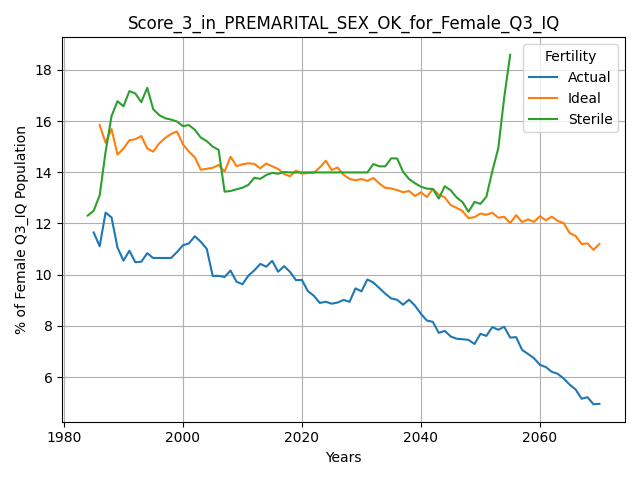 Score_3_in_PREMARITAL_SEX_OK_for_Female_Q3_IQ
% of Female Q3_IQ Population
18
16
14
12
10
8
6
Fertility
Actual
Ideal
Sterile
1980
2000
2020
2040
2060
Years